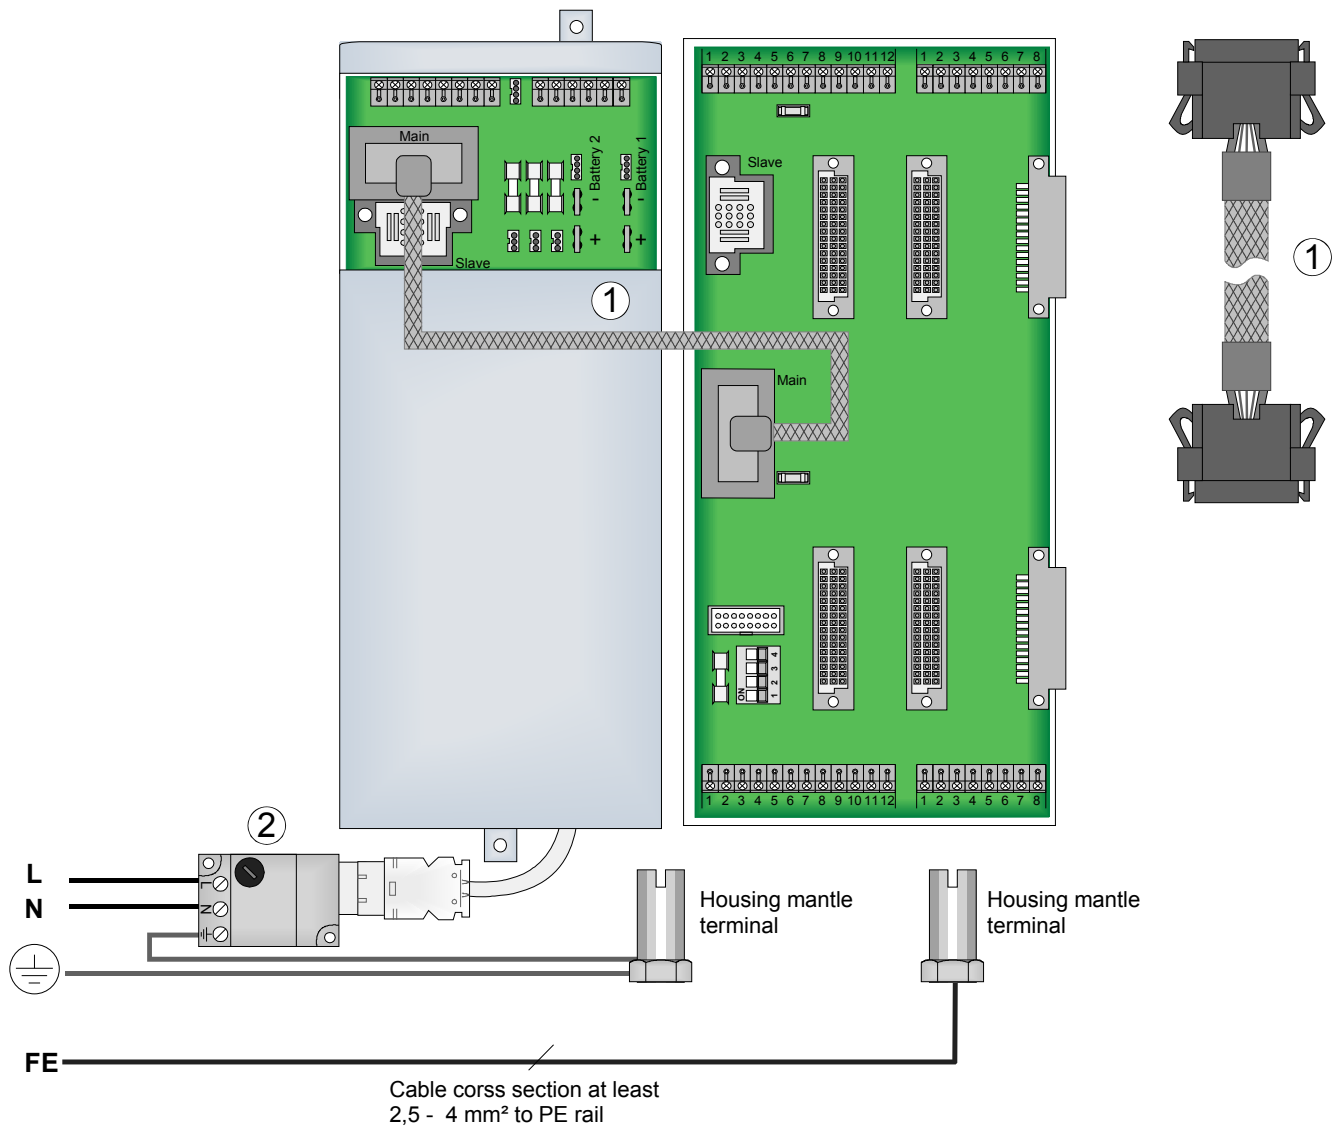 1 2 3 4 5 6 7 8 9 10 11 12 1 2 3 4 5 6 7 8
Main
Slave
Battery 2
- +
Battery 1
- +
Slave
1
1
Main
ON 1 2 3 4
1 2 3 4 5 6 7 8 9 10 11 12 1 2 3 4 5 6 7 8
2
L
N
L
N
Housing mantle
terminal
Housing mantle
terminal
FE
Cable corss section at least
2,5 - 4 mm² to PE rail